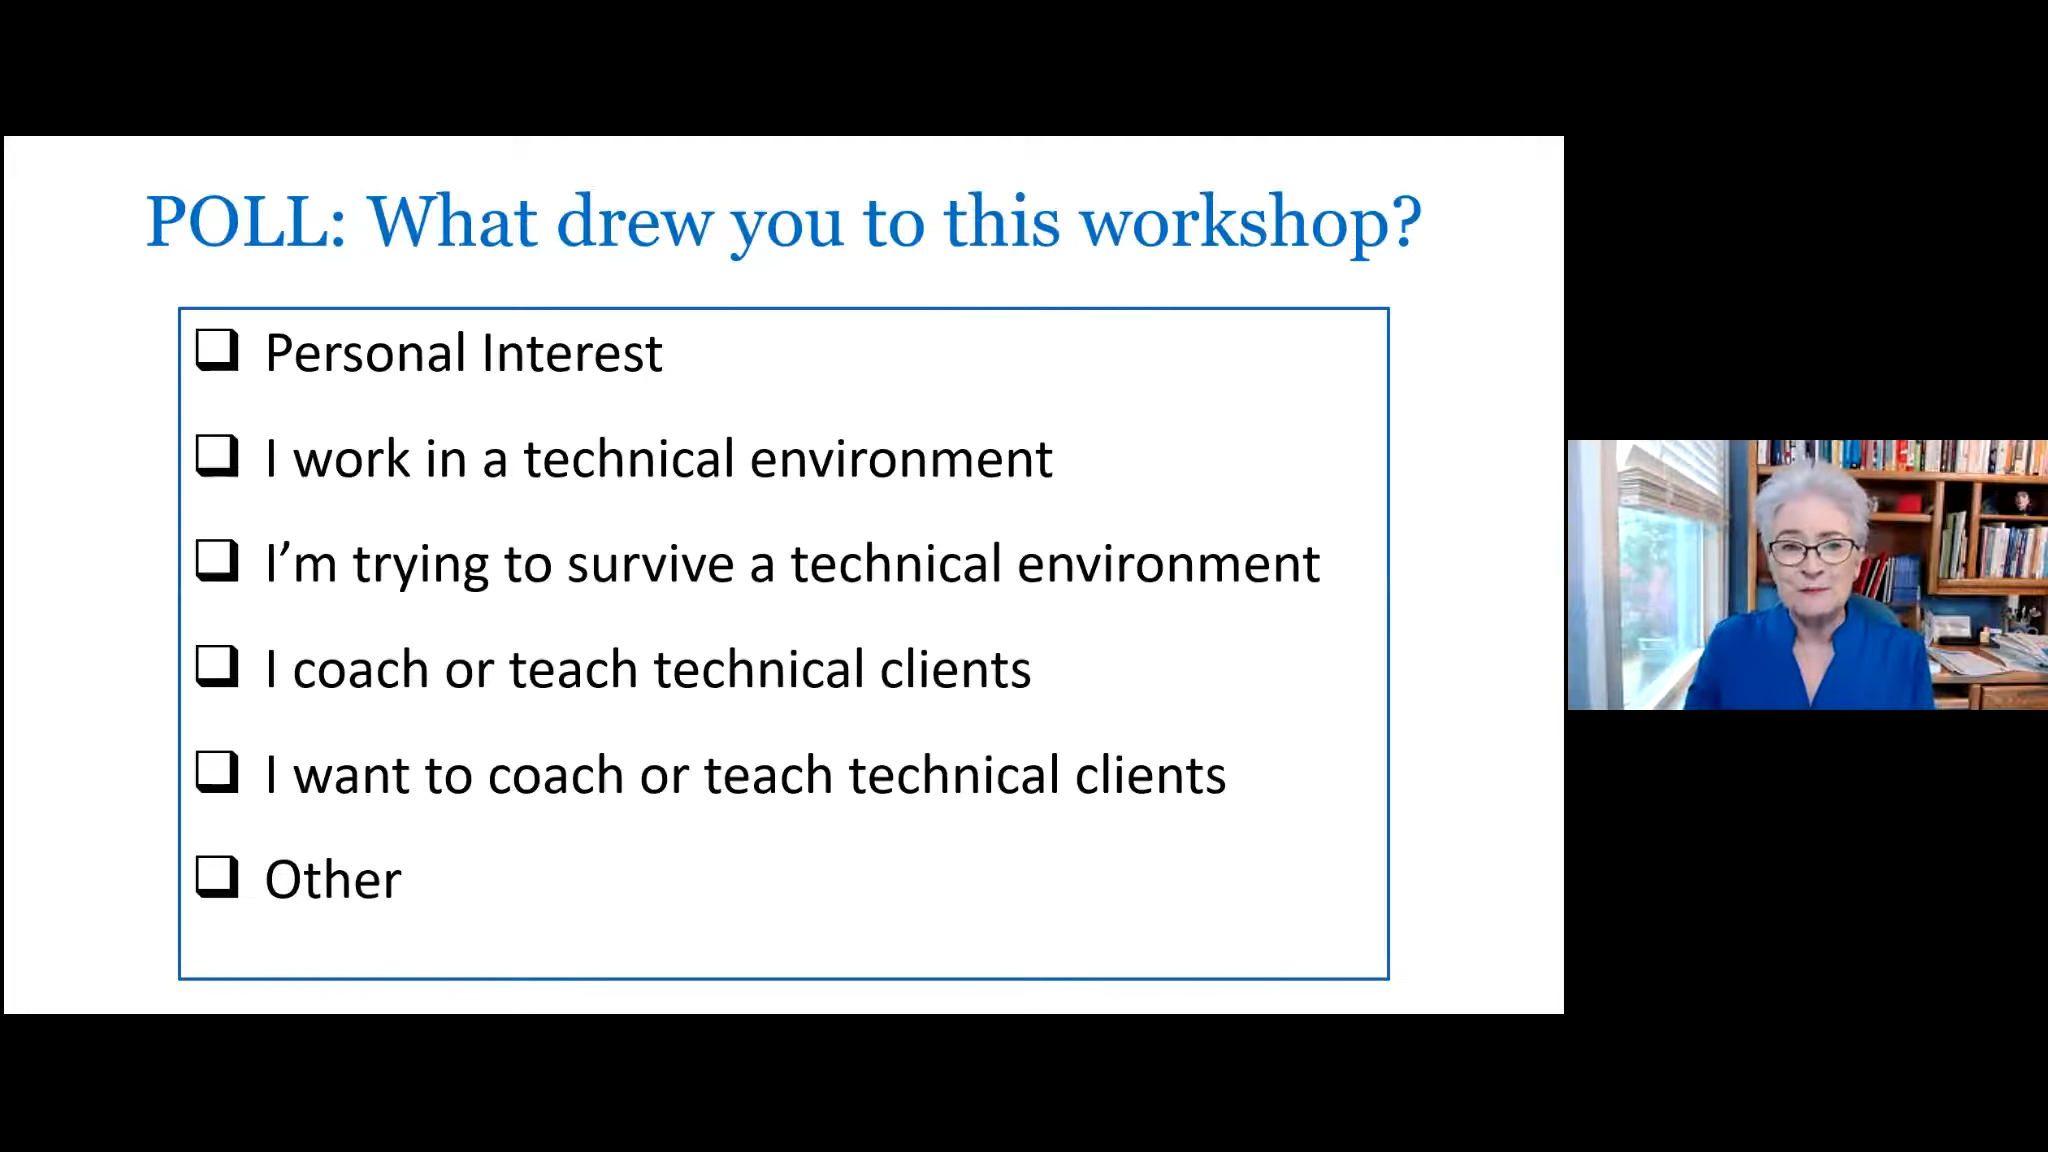 POLL: What drew you to this workshop?
Personal Interest
I work in a technical environment
I’m trying to survive a technical environment
I coach or teach technical clients
I want to coach or teach technical clients
Other